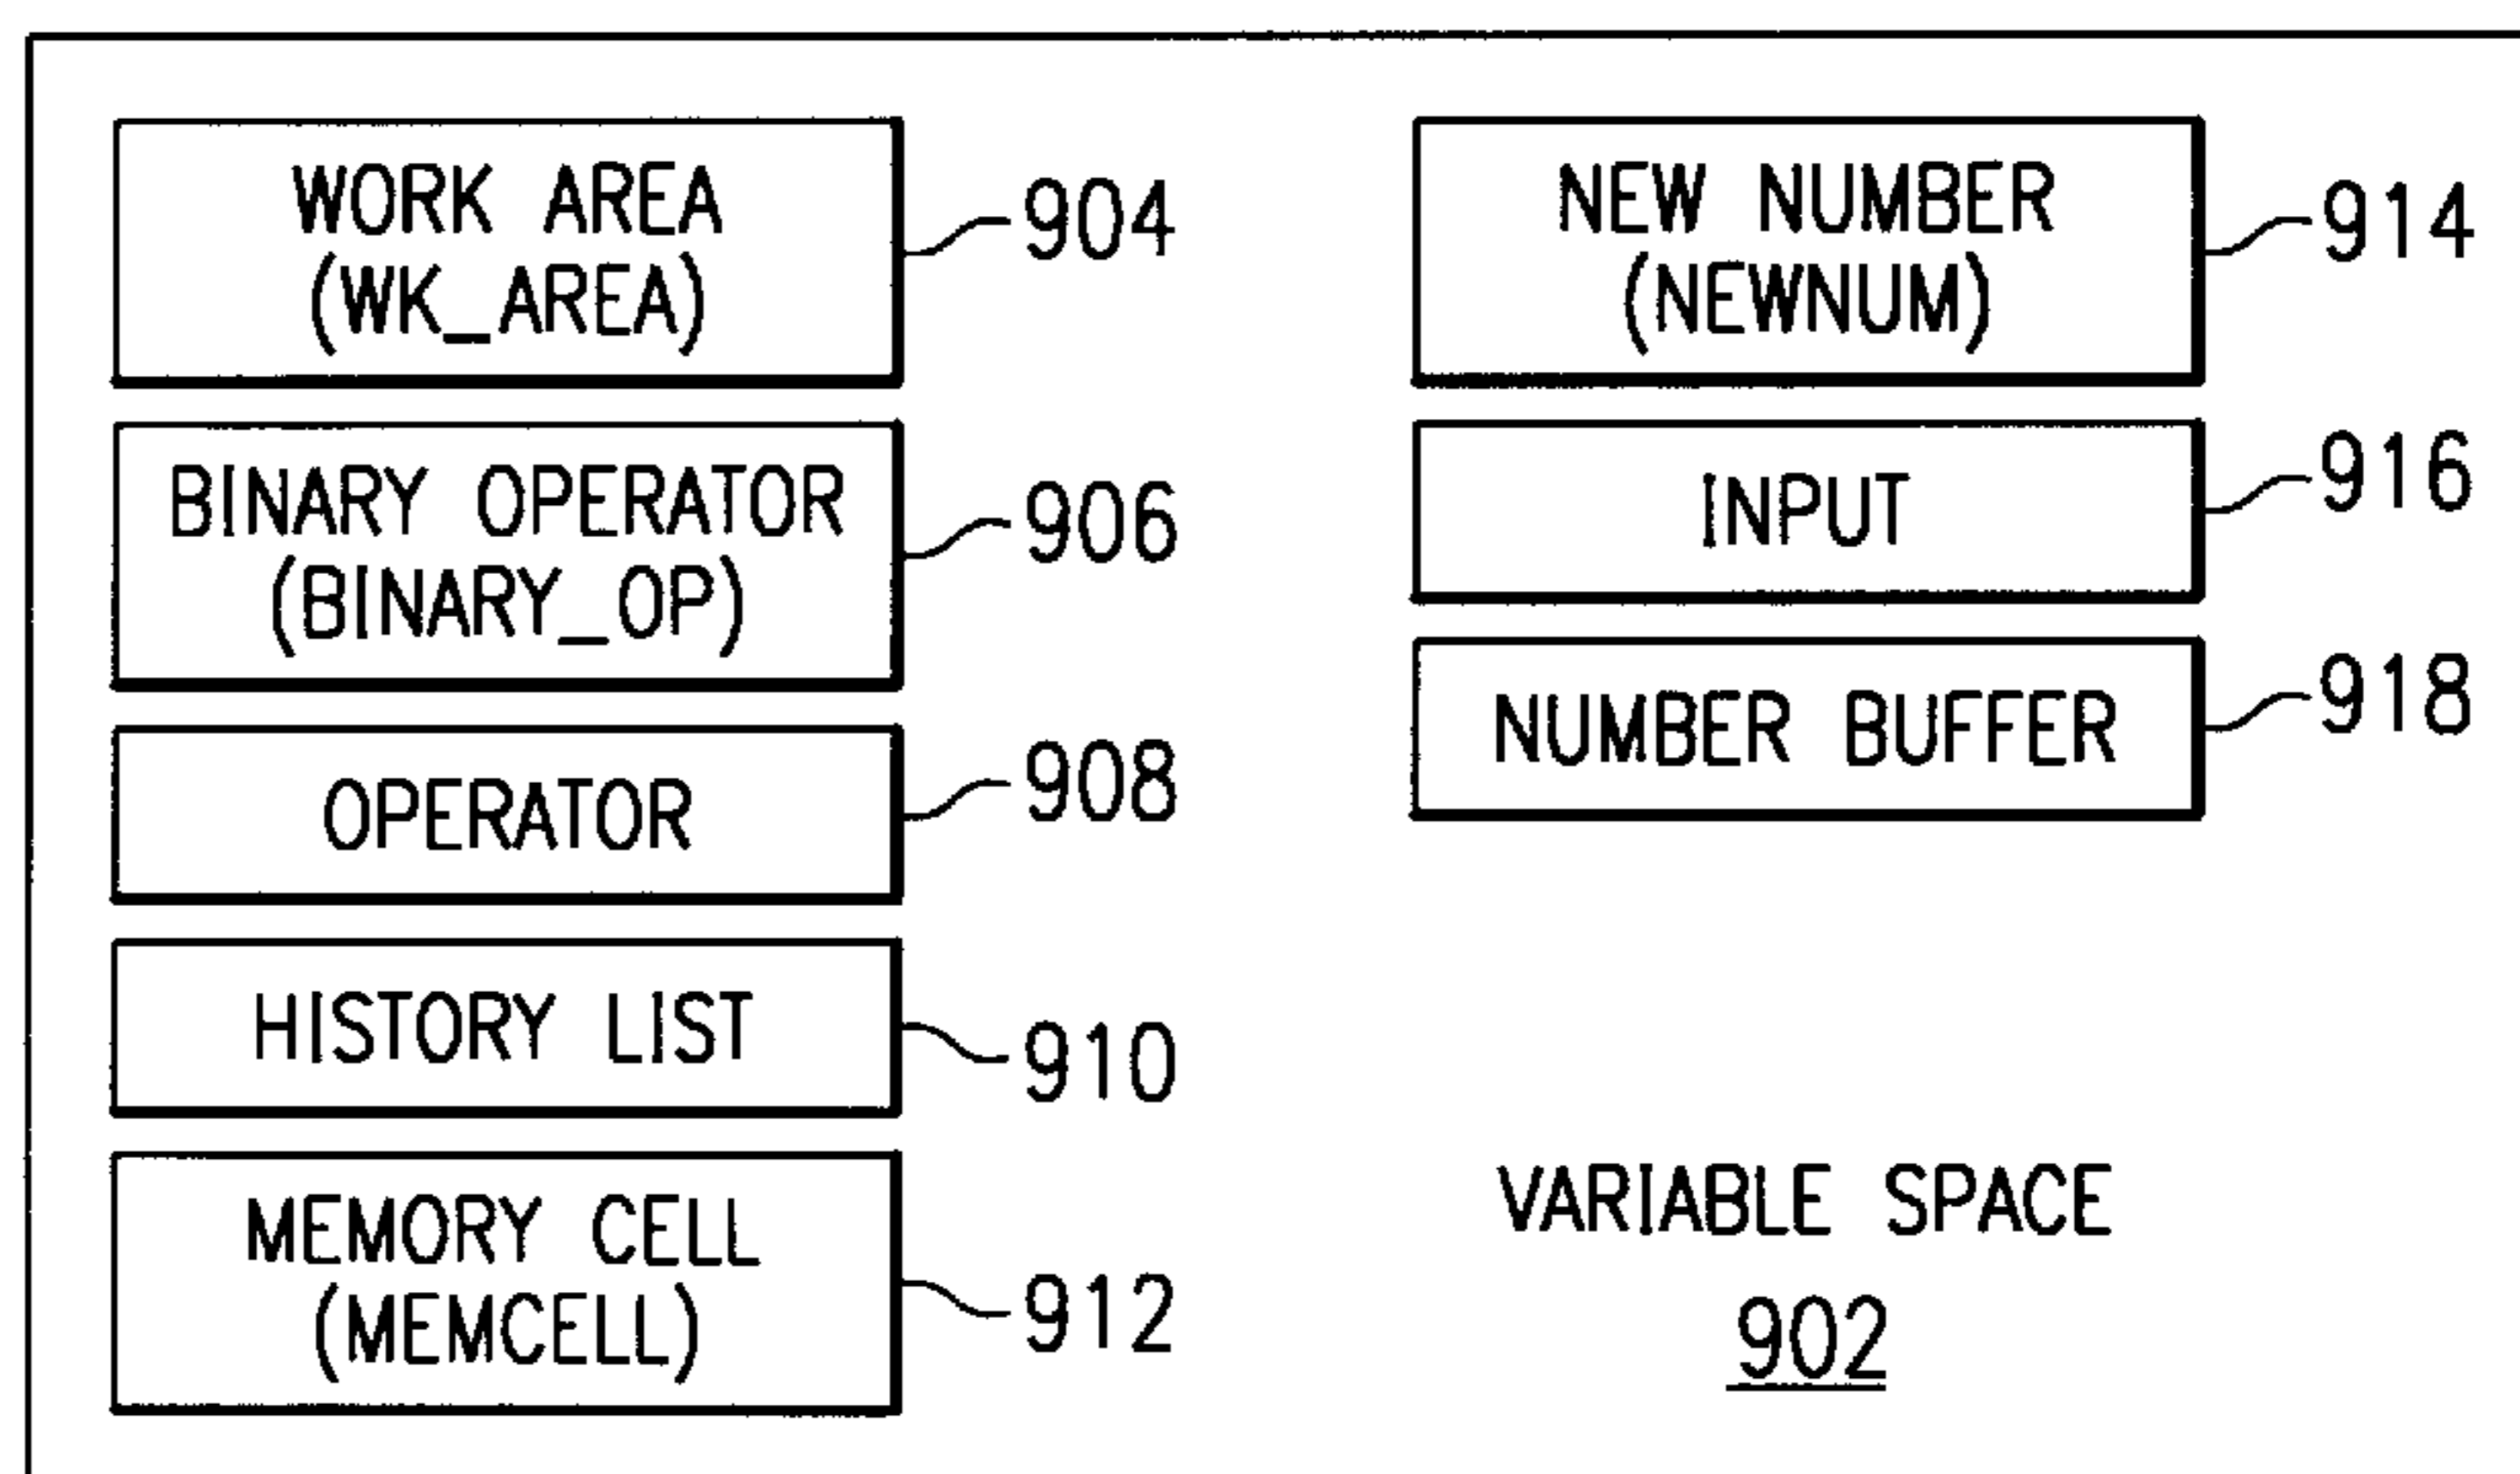 WORK AREA
(WK_AREA)
904
BINARY OPERATOR
(BINARY_OP)
906
OPERATOR
908
HISTORY LIST
910
MEMORY CELL
(MEMCELL)
912
NEW NUMBER
(NEWNUM)
914
INPUT
916
NUMBER BUFFER
918
VARIABLE SPACE
902